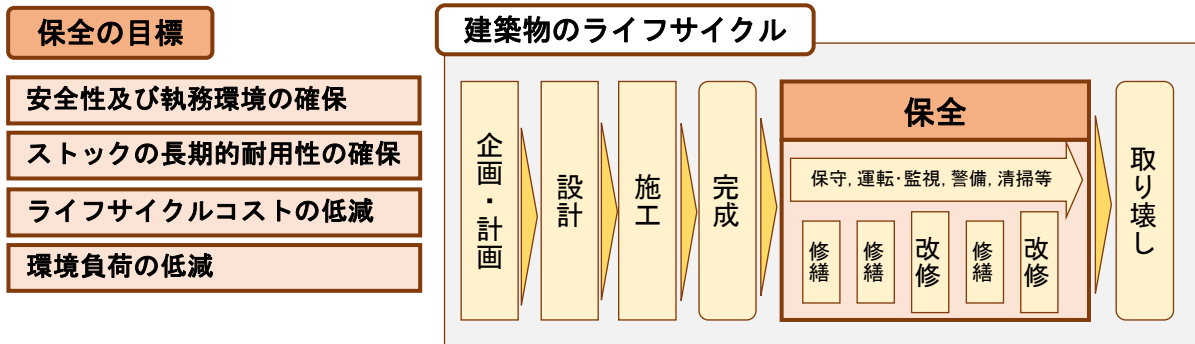 保全の目標
安全性及び執務環境の確保
ストックの長期的耐用性の確保
ライフサイクルコストの低減
環境負荷の低減
建築物のライフサイクル
企画・計画
設計
施工
完成
保全
保守, 運転・監視, 警備, 清掃等
修繕
修繕
改修
修繕
改修
取り壊し